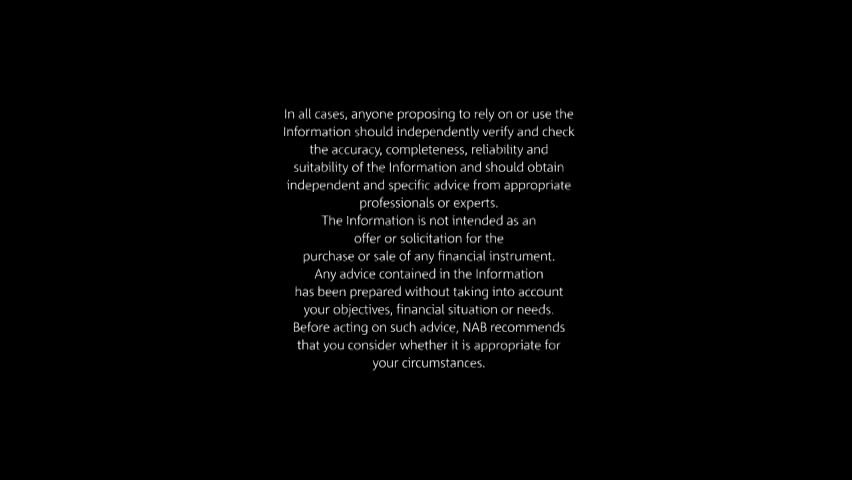 In all cases, anyone proposing to rely on or use the
Information should independently verify and check
the accuracy, completeness, reliability and
suitability of the Information and should obtain
independent and specific advice from appropriate
professionals or experts.
The Information is not intended as an
offer or solicitation for the
purchase or sale of any financial instrument.
Any advice contained in the Information
has been prepared without taking into account
your objectives, financial situation or needs.
Before acting on such advice, NAB recommends
that you consider whether it is appropriate for
your circumstances.